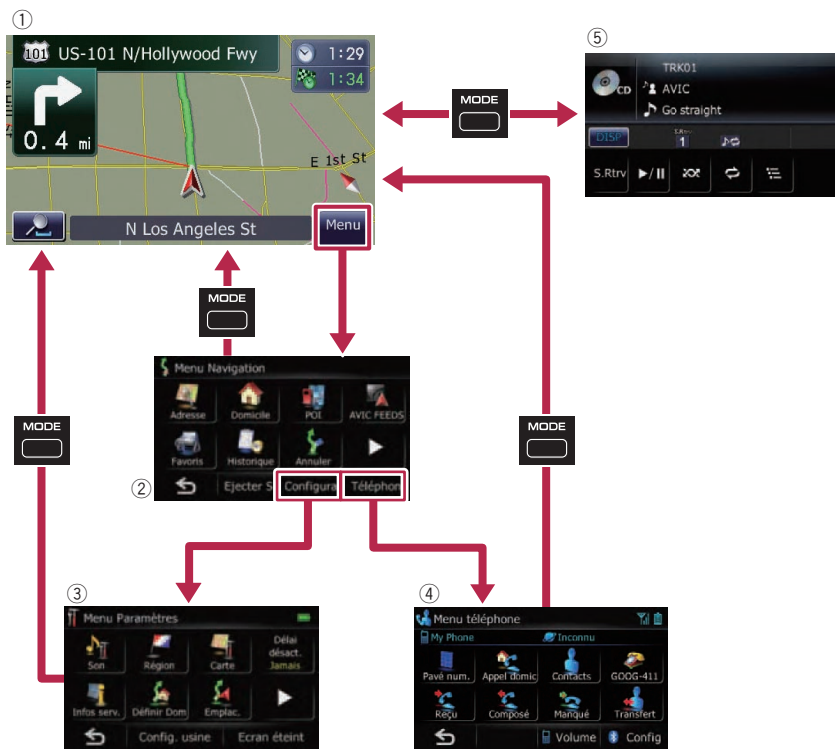 ①
101 US-101 N/Hollywood Fwy
1:29
1:34
0.4 mi
E 1st St
N Los Angeles St
Menu
MODE
⑤
TRK01
CD
AVIC
Go straight
DISP
1
S.Rtrv
MODE
Menu Navigation
Adresse
Domicile
POI
AVIC FEEDS
Favoris
Historique
Annuler
②
Ejecter S
Configura
Téléphon
MODE
MODE
③
Menu Paramètres
Son
Région
Carte
Délai
désact.
Jamais
Infos serv.
Définir Dom
Emplac.
Config. usine
Ecran éteint
④
Menu téléphone
My Phone
Inconnu
Pavé num.
Appel domic
Contacts
GOOG-411
Reçu
Composé
Manqué
Transfert
Volume
Config